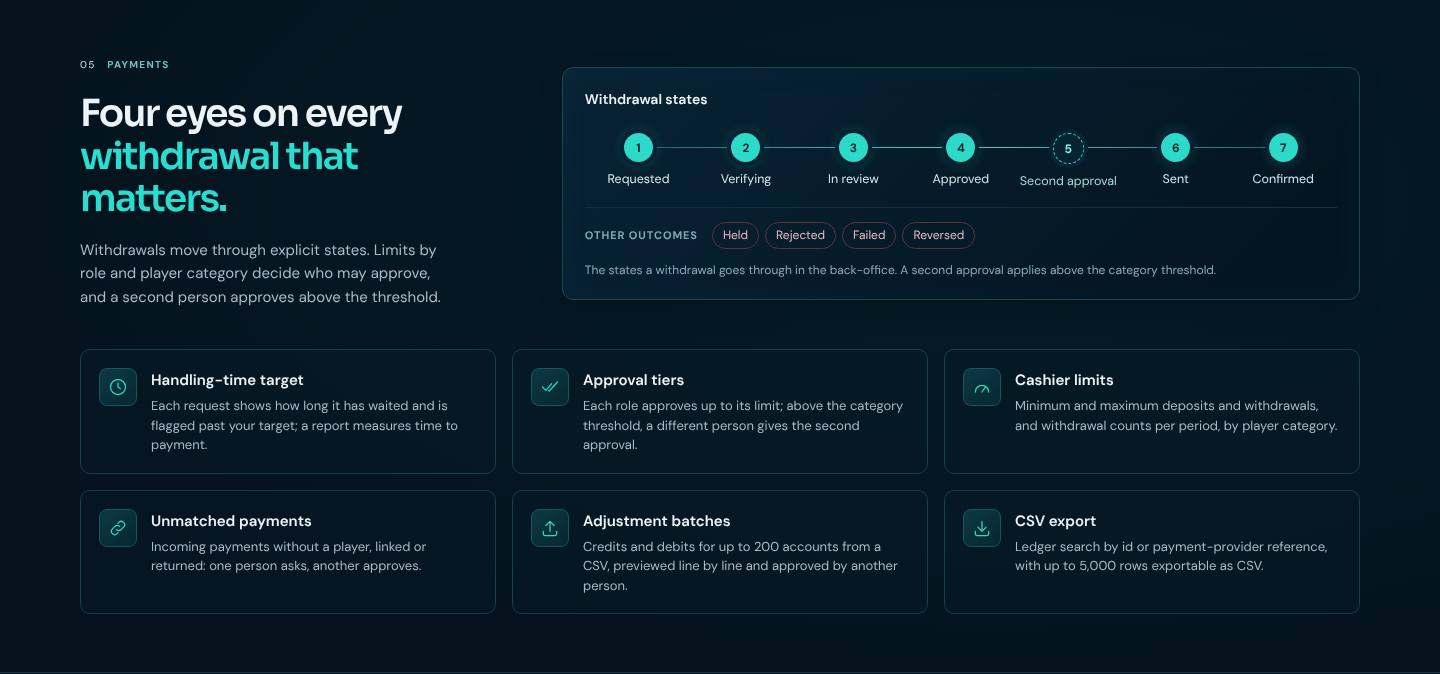 05 PAYMENTS
Four eyes on every
withdrawal that
matters.
Withdrawals move through explicit states. Limits by
role and player category decide who may approve,
and a second person approves above the threshold.
Withdrawal states
1 2 3 4 5 6 7
Requested Verifying In review Approved Second approval Sent Confirmed
OTHER OUTCOMES Held Rejected Failed Reversed
The states a withdrawal goes through in the back-office. A second approval applies above the category threshold.
Handling-time target
Each request shows how long it has waited and is
flagged past your target; a report measures time to
payment.
Approval tiers
Each role approves up to its limit; above the category
threshold, a different person gives the second
approval.
Cashier limits
Minimum and maximum deposits and withdrawals,
and withdrawal counts per period, by player category.
Unmatched payments
Incoming payments without a player, linked or
returned: one person asks, another approves.
Adjustment batches
Credits and debits for up to 200 accounts from a
CSV, previewed line by line and approved by another
person.
CSV export
Ledger search by id or payment-provider reference,
with up to 5,000 rows exportable as CSV.